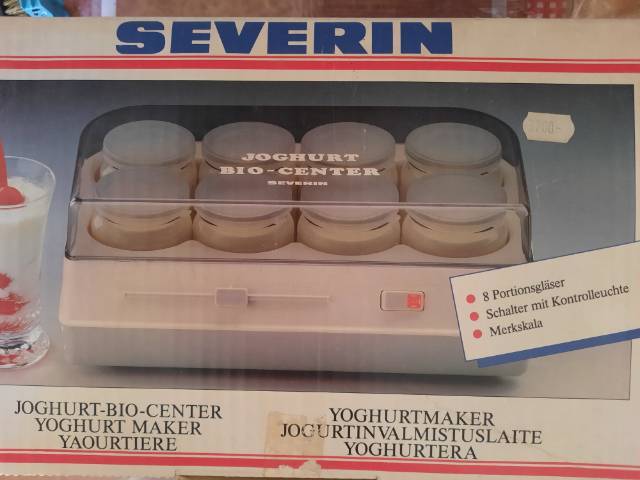 SEVERIN
JOGHURT
BIO-CENTER
SEVERIN
8 Portionsgläser
Schalter mit Kontrolleuchte
Merkskala
JOGHURT-BIO-CENTER
YOGHURT MAKER
YAOURTIERE
YOGHURTMAKER
JOGURTINVALMISTUSLAITE
YOGHURTERA